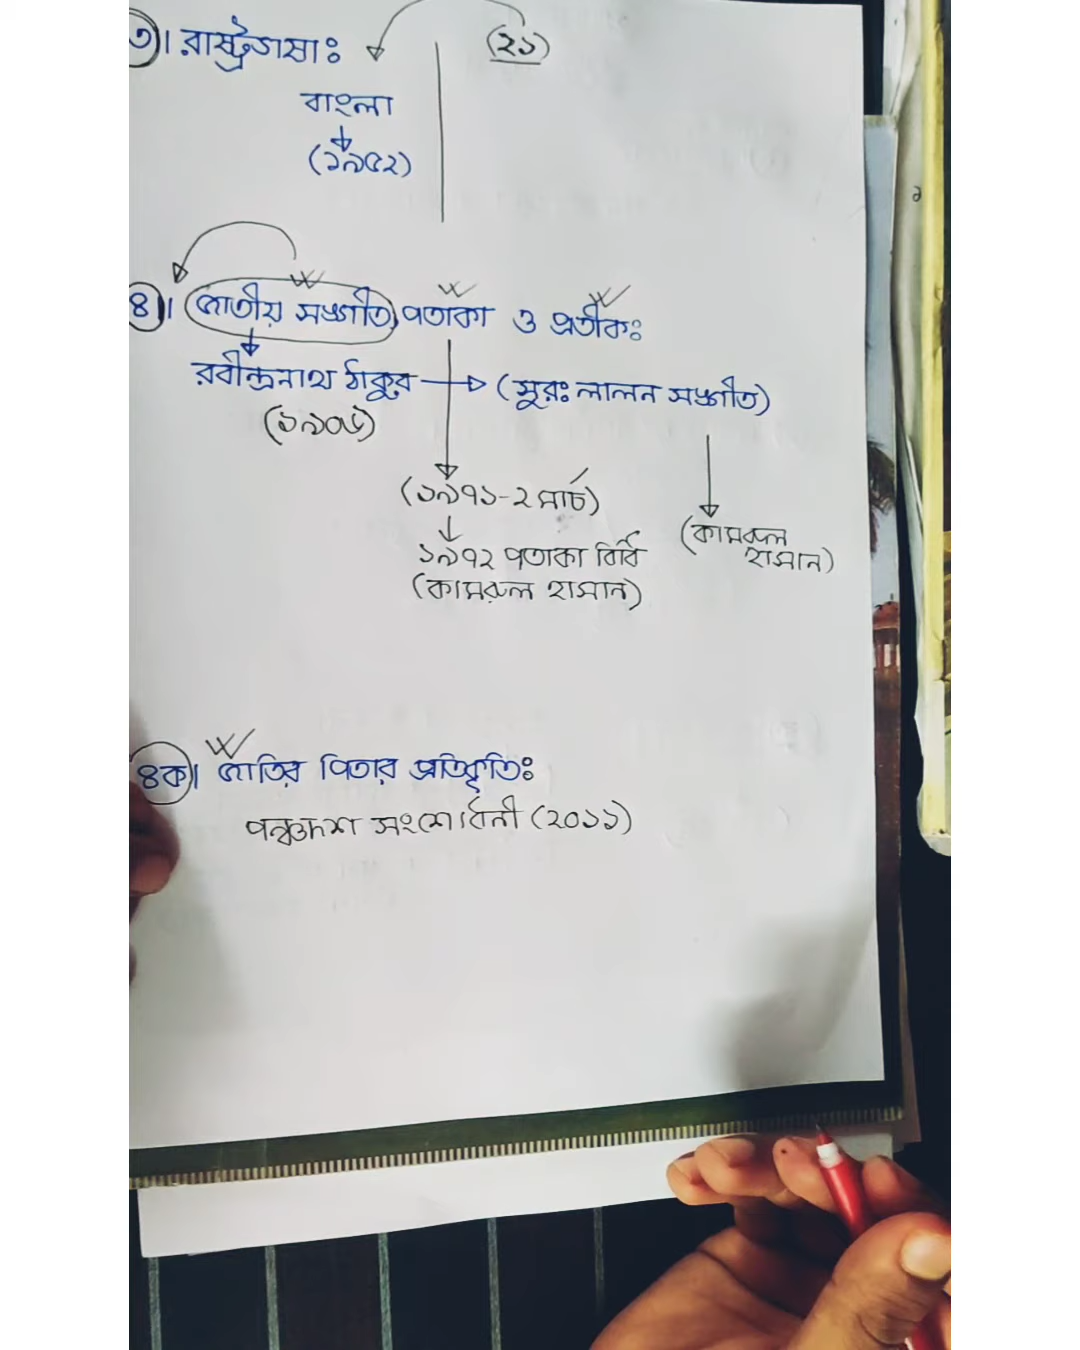 ৩। রাষ্ট্রভাষাঃ (২১)
বাংলা
(১৯৫২)
৪। জাতীয় সঙ্গীত, পতাকা ও প্রতীকঃ
রবীন্দ্রনাথ ঠাকুর (সুরঃ লালন সঙ্গীত)
(১৯০৬)
(১৯৭১-২ মার্চ)
১৯৭২ পতাকা বিধি
(কামরুল হাসান)
(কামরুল
হাসান)
৪ক। জাতির পিতার প্রতিকৃতিঃ
পঞ্চদশ সংশোধনী (২০১১)